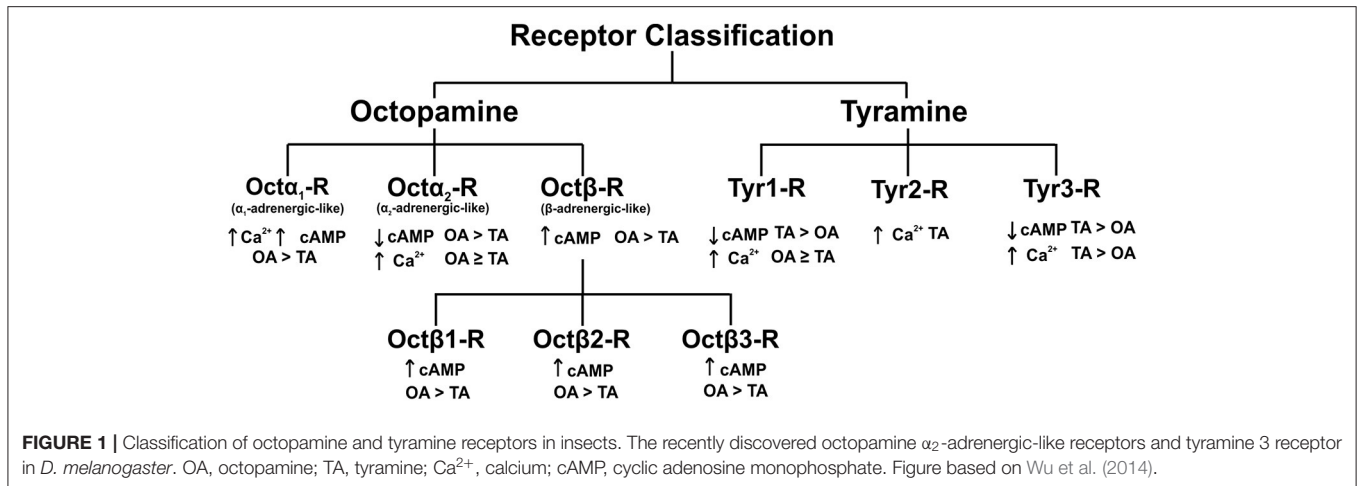 Receptor Classification
Octopamine Tyramine
Octα₁-R Octα₂-R Octβ-R Tyr1-R Tyr2-R Tyr3-R
(α₁-adrenergic-like) (α₂-adrenergic-like) (β-adrenergic-like)
↑Ca²⁺↑ cAMP ↓cAMP OA > TA ↑cAMP OA > TA ↓cAMP TA > OA ↑ Ca²⁺ TA ↓cAMP TA > OA
OA > TA ↑ Ca²⁺ OA ≥ TA ↑ Ca²⁺ OA ≥ TA ↑ Ca²⁺ TA > OA
Octβ1-R Octβ2-R Octβ3-R
↑cAMP ↑cAMP ↑cAMP
OA > TA OA > TA OA > TA
FIGURE 1 | Classification of octopamine and tyramine receptors in insects. The recently discovered octopamine α₂-adrenergic-like receptors and tyramine 3 receptor
in D. melanogaster. OA, octopamine; TA, tyramine; Ca²⁺, calcium; cAMP, cyclic adenosine monophosphate. Figure based on Wu et al. (2014).